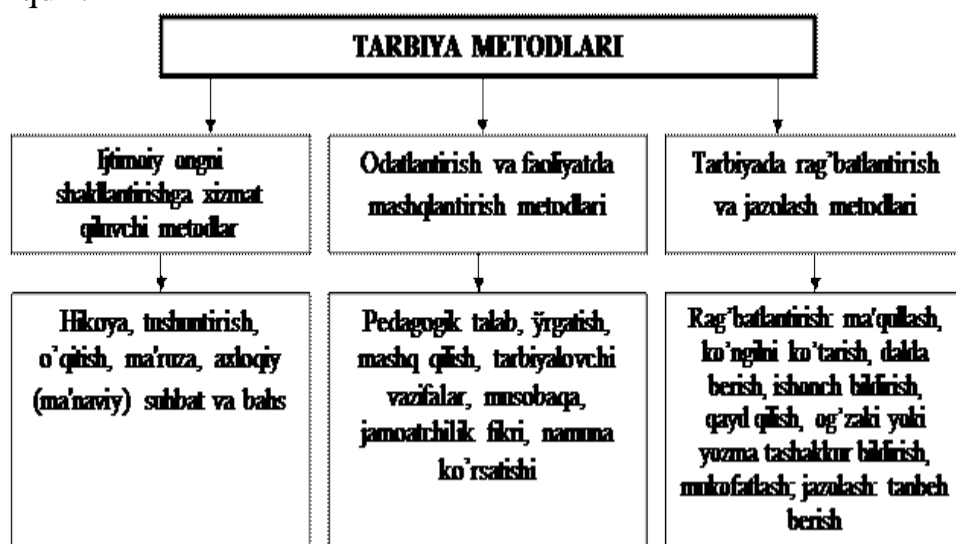 TARBIYA METODLARI
Ijtimoiy ongni
shakllantirishga xizmat
qiluvchi metodlar
Odatlantirish va faoliyatda
mashqlantirish metodlari
Tarbiyada rag’batlantirish
va jazolash metodlari
Hikoya, tushuntirish,
o’qitish, ma'ruza, axloqiy
(ma'naviy) suhbat va bahs
Pedagogik talab, ўrgatish,
mashq qilish, tarbiyalovchi
vazifalar, musobaqa,
jamoatchilik fikri, namuna
ko’rsatishi
Rag’batlantirish: ma'qullash,
ko’ngilni ko’tarish, dalda
berish, ishonch bildirish,
qayd qilish, og’zaki yoki
yozma tashakkur bildirish,
mukofatlash; jazolash: tanbeh
berish